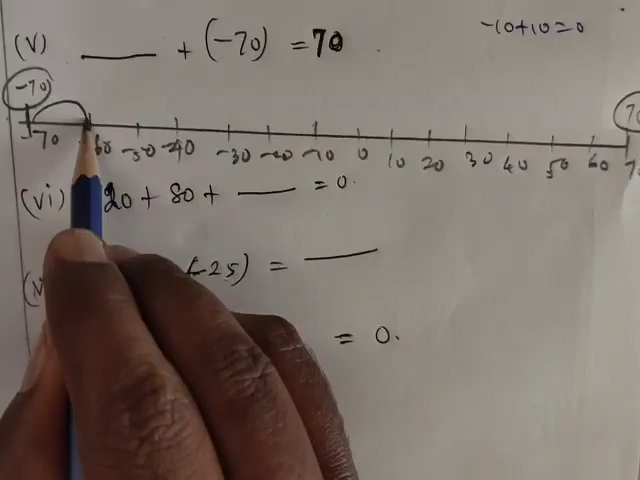 -10+10=0
(v) ____ + (-70) = 70
-70 70
-70 -60 -50 -40 -30 -20 -10 0 10 20 30 40 50 60 7
(vi) 20 + 80 + ____ = 0.
(-25) = ____
= 0.